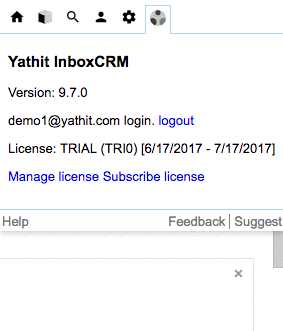 Yathit InboxCRM
Version: 9.7.0
demo1@yathit.com login. logout
License: TRIAL (TRI0) [6/17/2017 - 7/17/2017]
Manage license Subscribe license
Help Feedback | Suggest
×